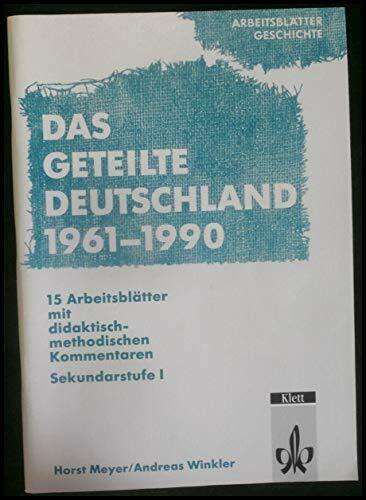 ARBEITSBLÄTTER
GESCHICHTE
DAS
GETEILTE
DEUTSCHLAND
1961–1990
15 Arbeitsblätter
mit
didaktisch-
methodischen
Kommentaren
Sekundarstufe I
Klett
Horst Meyer/Andreas Winkler